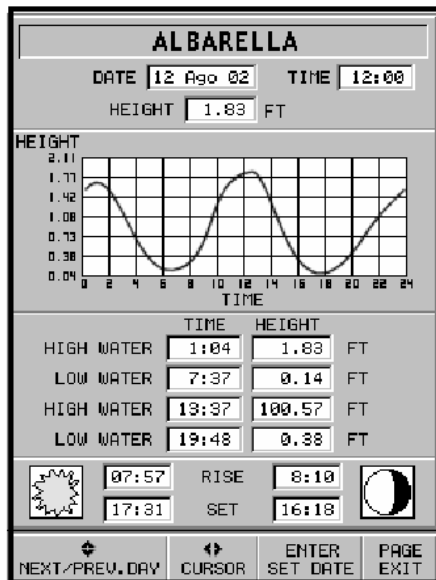 ALBARELLA
DATE 12 Ago 02 TIME 12:00
HEIGHT 1.83 FT
HEIGHT
2.11
1.77
1.42
1.08
0.73
0.38
0.04
0 2 4 6 8 10 12 14 16 18 20 22 24
TIME
TIME HEIGHT
HIGH WATER 1:04 1.83 FT
LOW WATER 7:37 0.14 FT
HIGH WATER 13:37 100.57 FT
LOW WATER 19:48 0.38 FT
07:57 RISE 8:10
17:31 SET 16:18
NEXT/PREV.DAY CURSOR ENTER PAGE
SET DATE EXIT